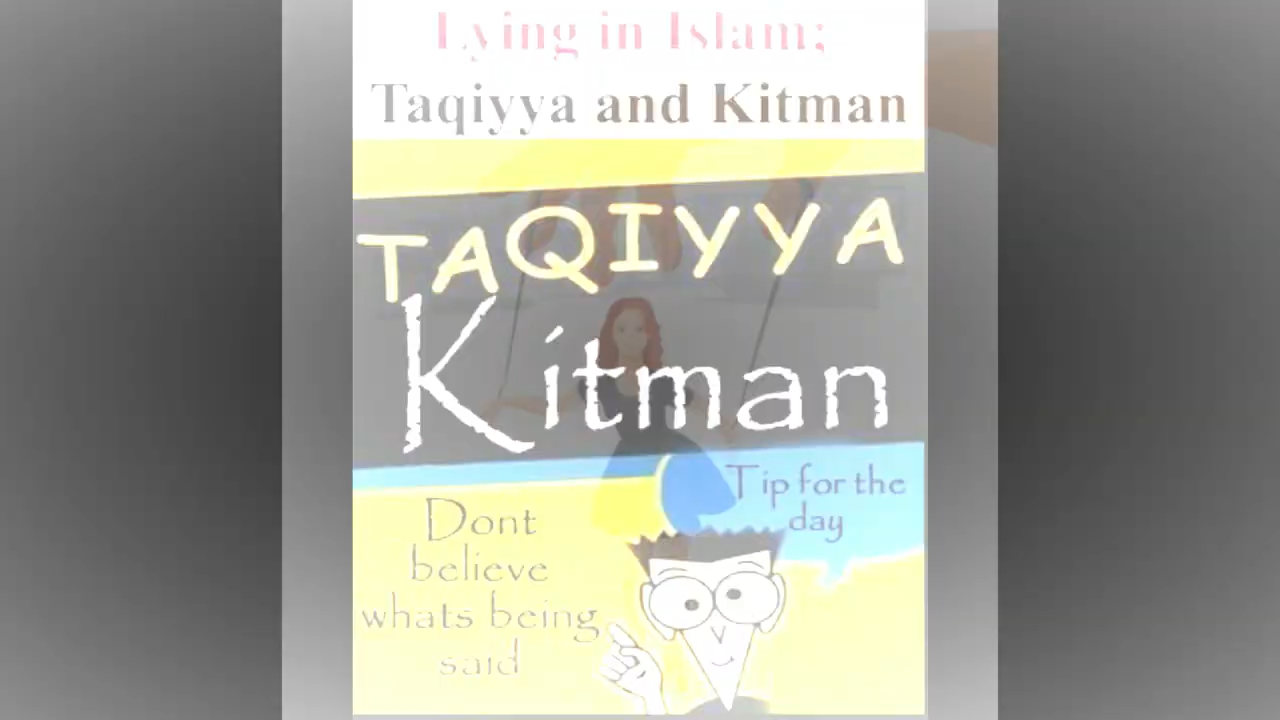 Lying in Islam;
Taqiyya and Kitman
TAQIYYA
Kitman
Tip for the
day
Dont
believe
whats being
said